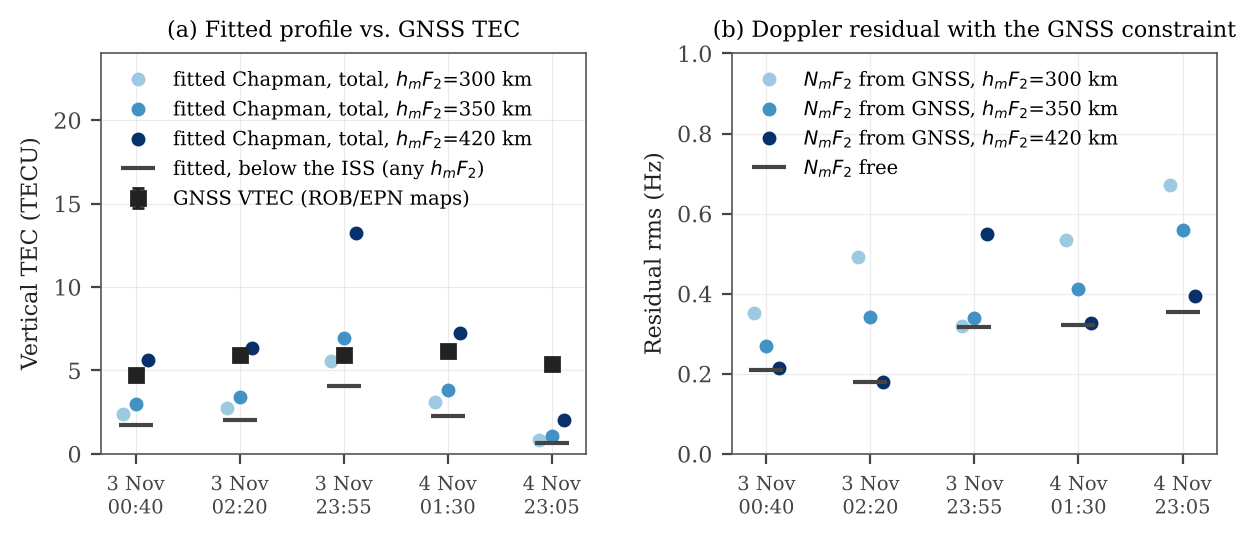 (a) Fitted profile vs. GNSS TEC
fitted Chapman, total, hmF2=300 km
fitted Chapman, total, hmF2=350 km
fitted Chapman, total, hmF2=420 km
fitted, below the ISS (any hmF2)
GNSS VTEC (ROB/EPN maps)
Vertical TEC (TECU)
20
15
10
5
0
3 Nov 3 Nov 3 Nov 4 Nov 4 Nov
00:40 02:20 23:55 01:30 23:05
(b) Doppler residual with the GNSS constraint
NmF2 from GNSS, hmF2=300 km
NmF2 from GNSS, hmF2=350 km
NmF2 from GNSS, hmF2=420 km
NmF2 free
Residual rms (Hz)
1.0
0.8
0.6
0.4
0.2
0.0
3 Nov 3 Nov 3 Nov 4 Nov 4 Nov
00:40 02:20 23:55 01:30 23:05